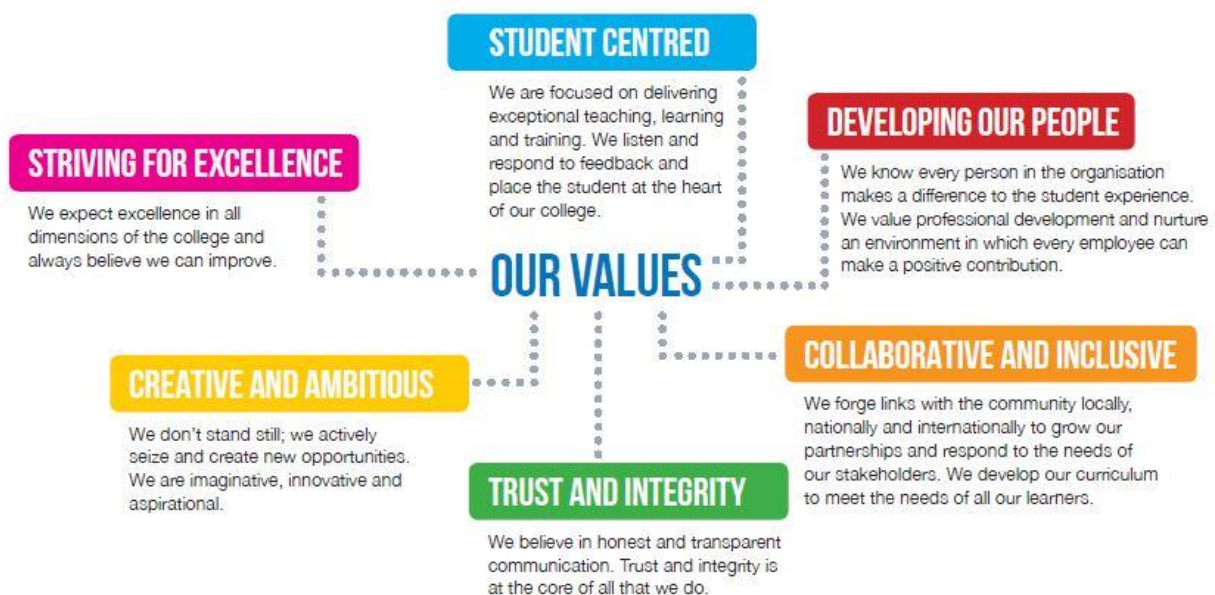 STUDENT CENTRED
We are focused on delivering
exceptional teaching, learning
and training. We listen and
respond to feedback and
place the student at the heart
of our college.
DEVELOPING OUR PEOPLE
We know every person in the organisation
makes a difference to the student experience.
We value professional development and nurture
an environment in which every employee can
make a positive contribution.
STRIVING FOR EXCELLENCE
We expect excellence in all
dimensions of the college and
always believe we can improve.
OUR VALUES
COLLABORATIVE AND INCLUSIVE
We forge links with the community locally,
nationally and internationally to grow our
partnerships and respond to the needs of
our stakeholders. We develop our curriculum
to meet the needs of all our learners.
CREATIVE AND AMBITIOUS
We don't stand still; we actively
seize and create new opportunities.
We are imaginative, innovative and
aspirational.
TRUST AND INTEGRITY
We believe in honest and transparent
communication. Trust and integrity is
at the core of all that we do.